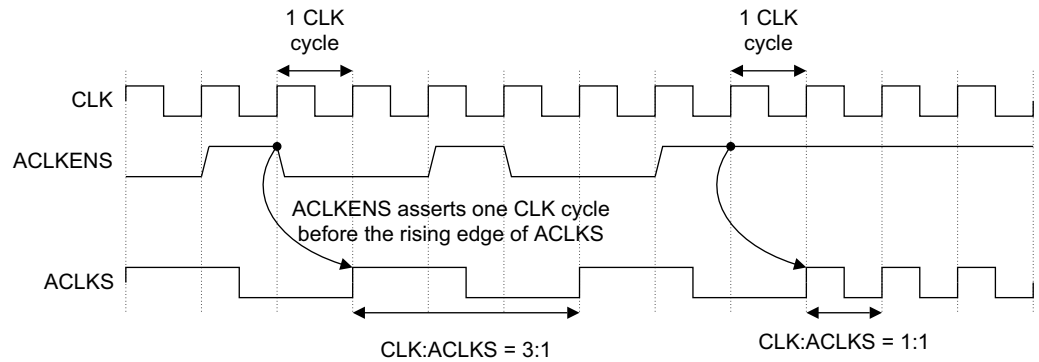 1 CLK
cycle
1 CLK
cycle
CLK
ACLKENS
ACLKENS asserts one CLK cycle
before the rising edge of ACLKS
ACLKS
CLK:ACLKS = 3:1
CLK:ACLKS = 1:1